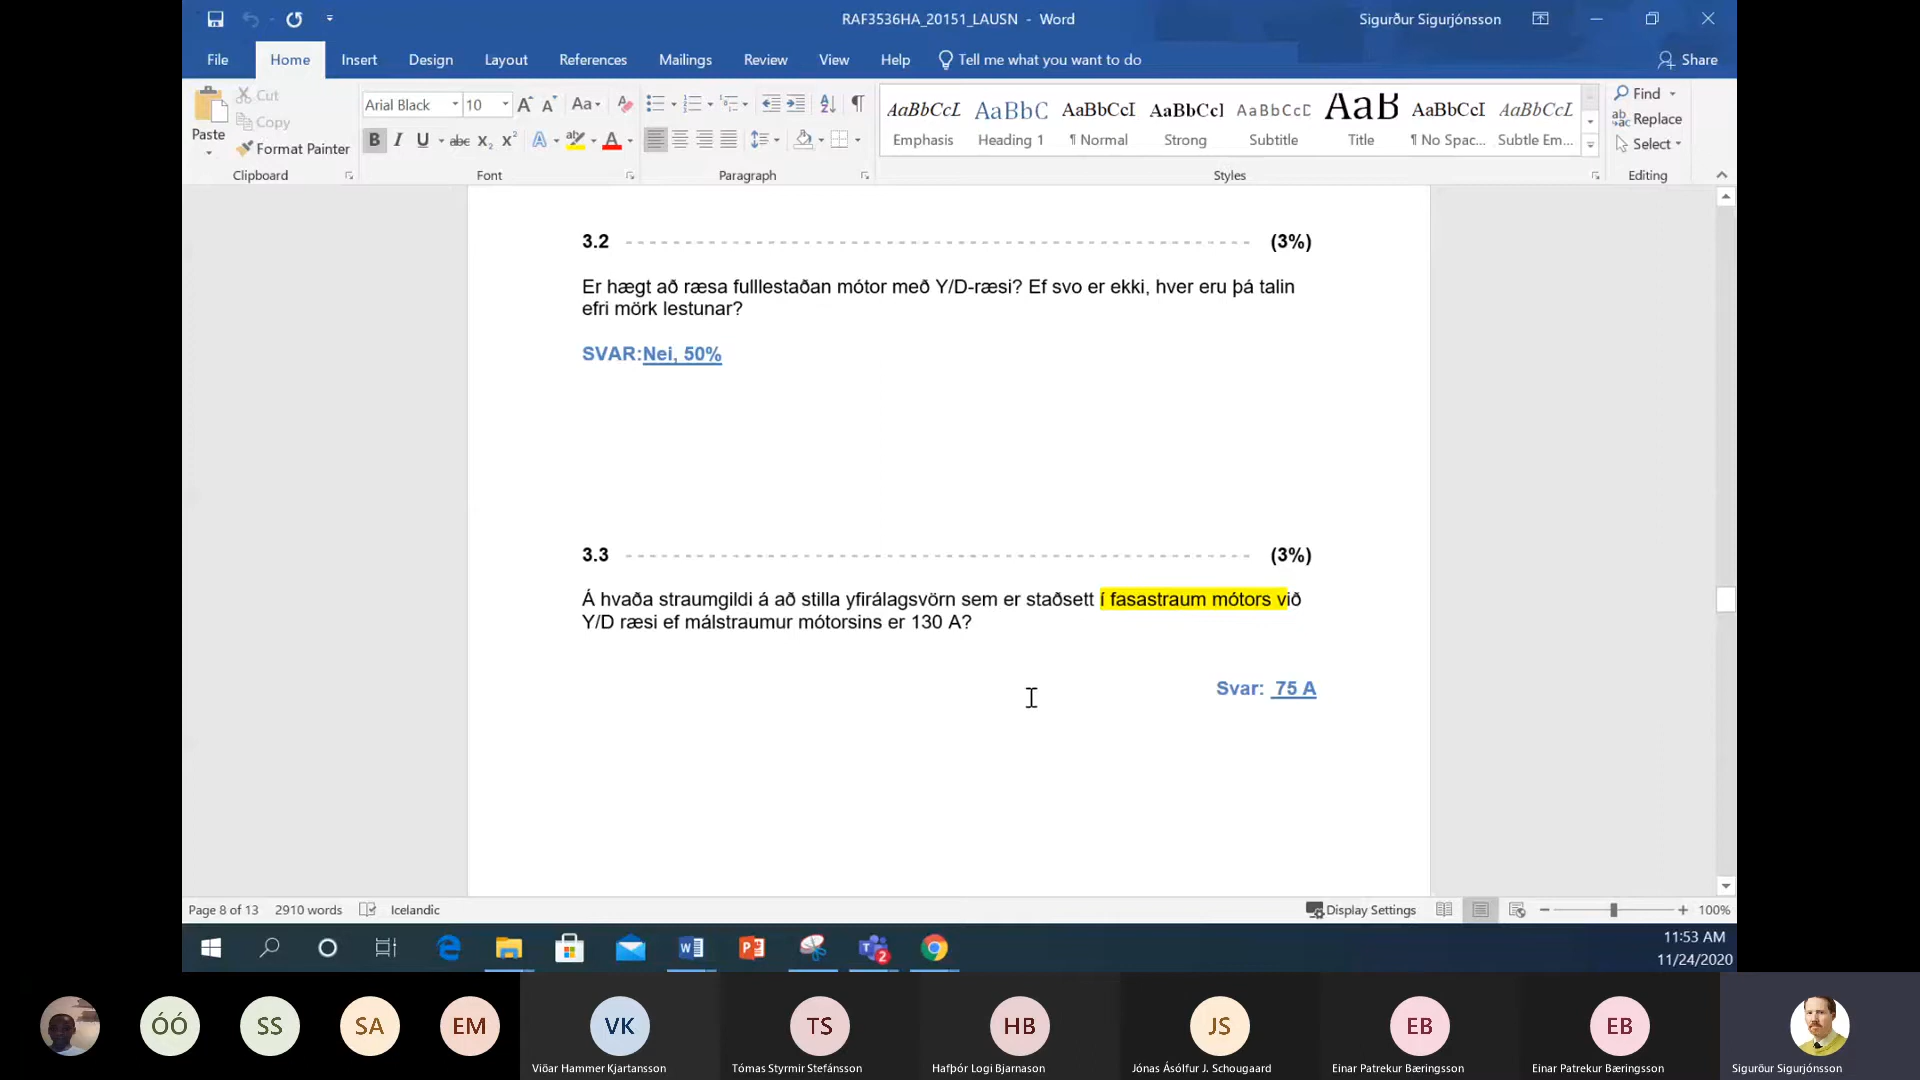 RAF3536HA_20151_LAUSN - Word
Sigurður Sigurjónsson
File Home Insert Design Layout References Mailings Review View Help Tell me what you want to do Share
Cut
Copy
Paste
Format Painter
Clipboard
Arial Black 10
Font
Paragraph
AaBbCcI AaBbC AaBbCcI AaBbCcI AaBbCcD AaB AaBbCcI AaBbCcI
Emphasis Heading 1 ¶ Normal Strong Subtitle Title ¶ No Spac... Subtle Em...
Styles
Find
Replace
Select
Editing
3.2 (3%)
Er hægt að ræsa fulllestaðan mótor með Y/D-ræsi? Ef svo er ekki, hver eru þá talin
efri mörk lestunar?
SVAR:Nei, 50%
3.3 (3%)
Á hvaða straumgildi á að stilla yfirálagsvörn sem er staðsett í fasastraum mótors við
Y/D ræsi ef málstraumur mótorsins er 130 A?
Svar: 75 A
Page 8 of 13 2910 words Icelandic Display Settings 100%
11:53 AM
11/24/2020
ÓÓ SS SA EM VK TS HB JS EB EB
Viðar Hammer Kjartansson Tómas Styrmir Stefánsson Hafþór Logi Bjarnason Jónas Ásólfur J. Schougaard Einar Patrekur Bæringsson Einar Patrekur Bæringsson Sigurður Sigurjónsson